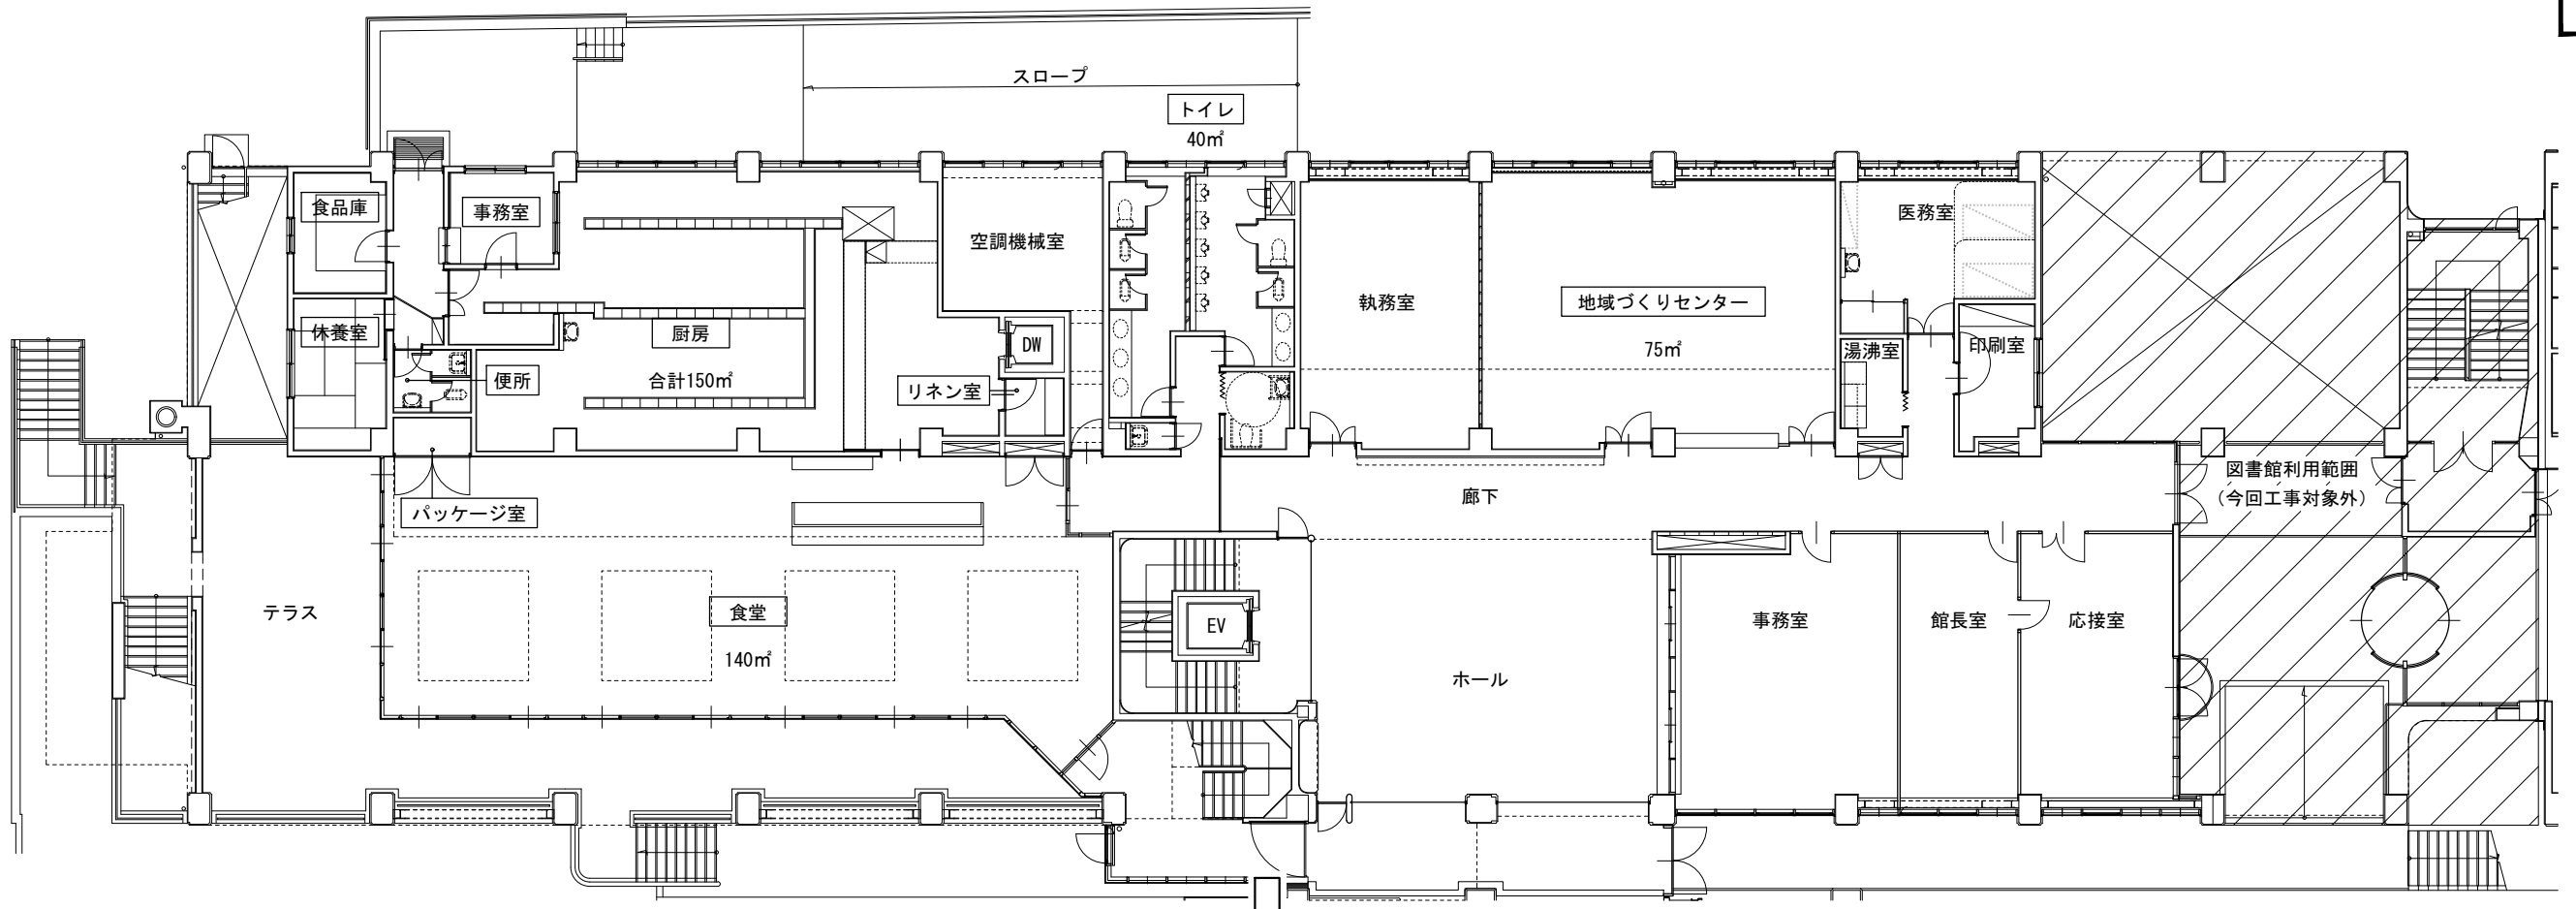 スロープ
トイレ
40㎡
食品庫
事務室
空調機械室
医務室
執務室
地域づくりセンター
75㎡
休養室
厨房
合計150㎡
DW
湯沸室
印刷室
便所
リネン室
パッケージ室
廊下
図書館利用範囲
(今回工事対象外)
テラス
食堂
140㎡
EV
ホール
事務室
館長室
応接室